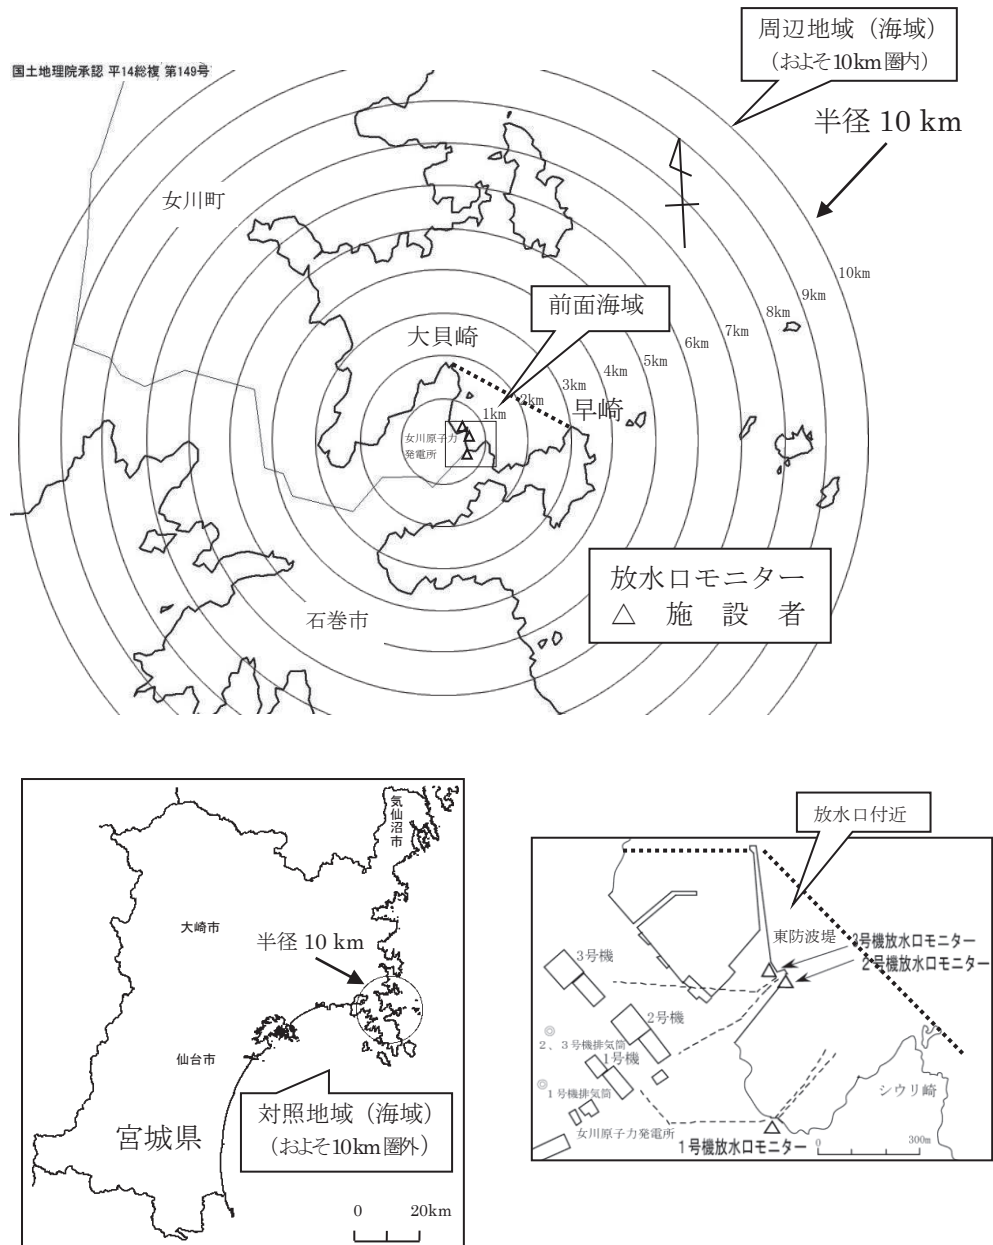 周辺地域（海域）
（およそ10km圏内）
国土地理院承認 平14総複 第149号
半径 10 km
女川町
10km
9km
8km
7km
6km
5km
4km
3km
2km
1km
前面海域
大貝崎
早崎
女川原子力
発電所
放水口モニター
△ 施 設 者
石巻市
気仙沼市
大崎市
半径 10 km
仙台市
対照地域（海域）
（およそ10km圏外）
宮城県
0 20km
放水口付近
東防波堤
3号機放水口モニター
2号機放水口モニター
3号機
2号機
2、3号機排気筒
1号機
1号機排気筒
シウリ崎
女川原子力発電所
1号機放水口モニター
0 300m